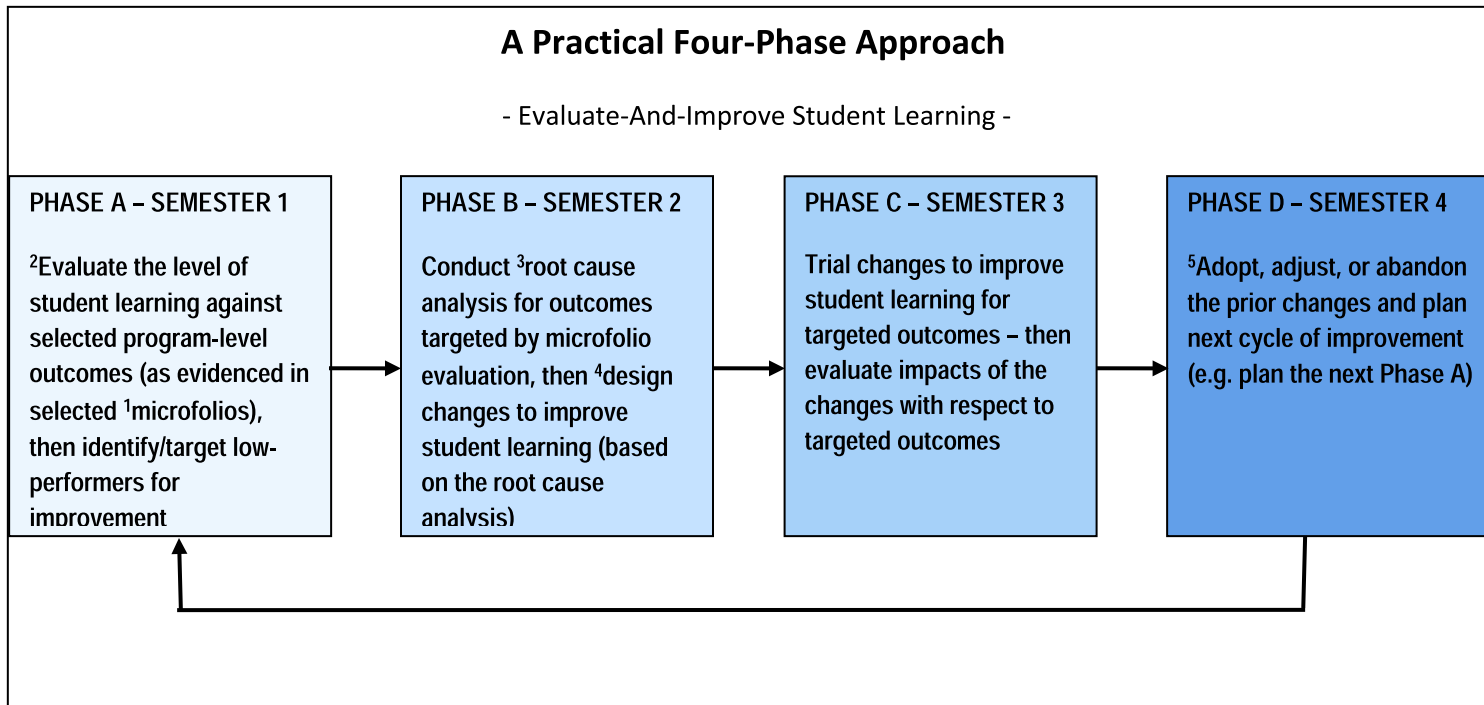 A Practical Four-Phase Approach
- Evaluate-And-Improve Student Learning -
PHASE A – SEMESTER 1
²Evaluate the level of
student learning against
selected program-level
outcomes (as evidenced in
selected ¹microfolios),
then identify/target low-
performers for
improvement
PHASE B – SEMESTER 2
Conduct ³root cause
analysis for outcomes
targeted by microfolio
evaluation, then ⁴design
changes to improve
student learning (based
on the root cause
analysis)
PHASE C – SEMESTER 3
Trial changes to improve
student learning for
targeted outcomes – then
evaluate impacts of the
changes with respect to
targeted outcomes
PHASE D – SEMESTER 4
⁵Adopt, adjust, or abandon
the prior changes and plan
next cycle of improvement
(e.g. plan the next Phase A)